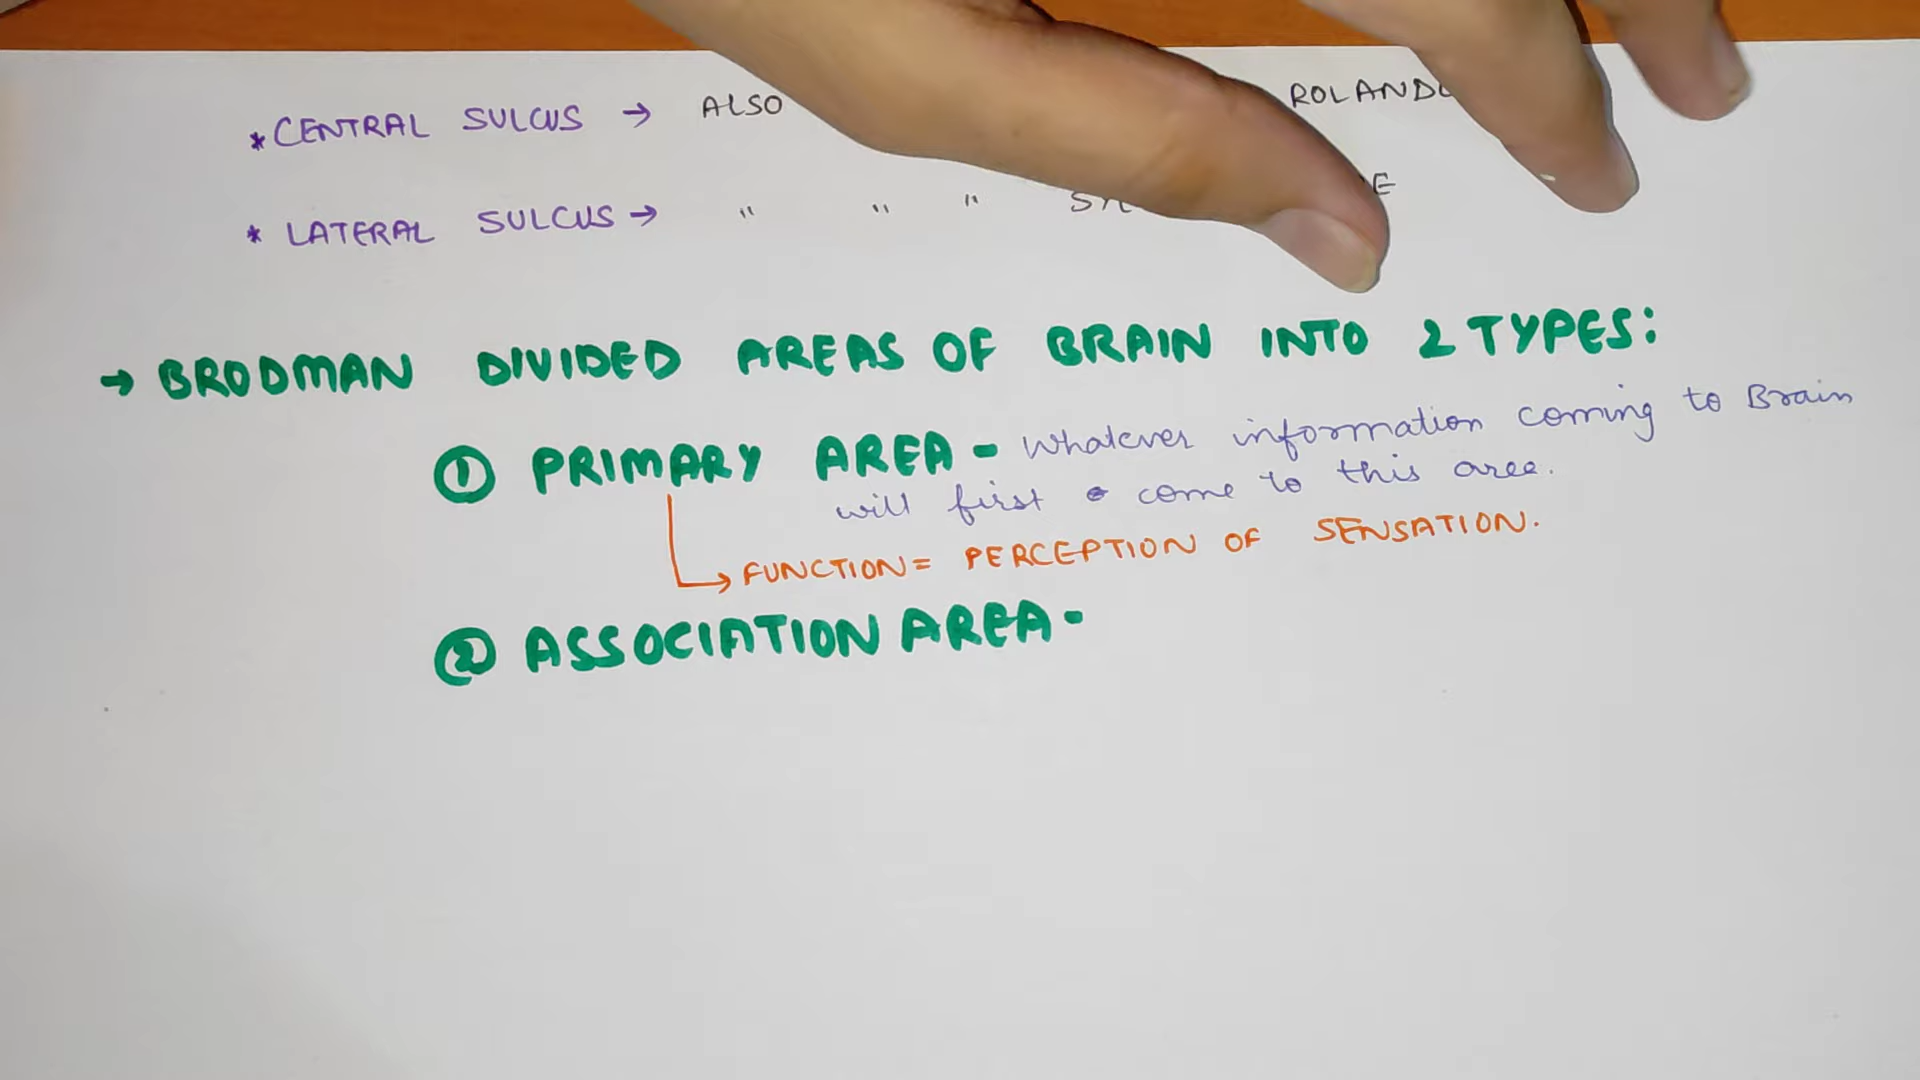 * CENTRAL SULCUS → ALSO
* LATERAL SULCUS → " " "
→ BRODMAN DIVIDED AREAS OF BRAIN INTO 2 TYPES:
① PRIMARY AREA - Whatever information coming to Brain
will first come to this area.
→ FUNCTION = PERCEPTION OF SENSATION.
② ASSOCIATION AREA -